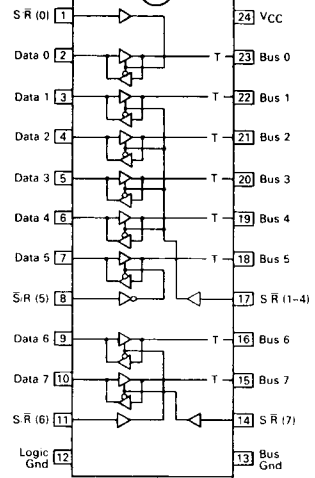 S R̅ (0) 1 24 VCC
Data 0 2 T 23 Bus 0
Data 1 3 T 22 Bus 1
Data 2 4 T 21 Bus 2
Data 3 5 T 20 Bus 3
Data 4 6 T 19 Bus 4
Data 5 7 T 18 Bus 5
S̅/R (5) 8 17 S R̅ (1-4)
Data 6 9 T 16 Bus 6
Data 7 10 T 15 Bus 7
S/R̅ (6) 11 14 S R̅ (7)
Logic Gnd 12 13 Bus Gnd